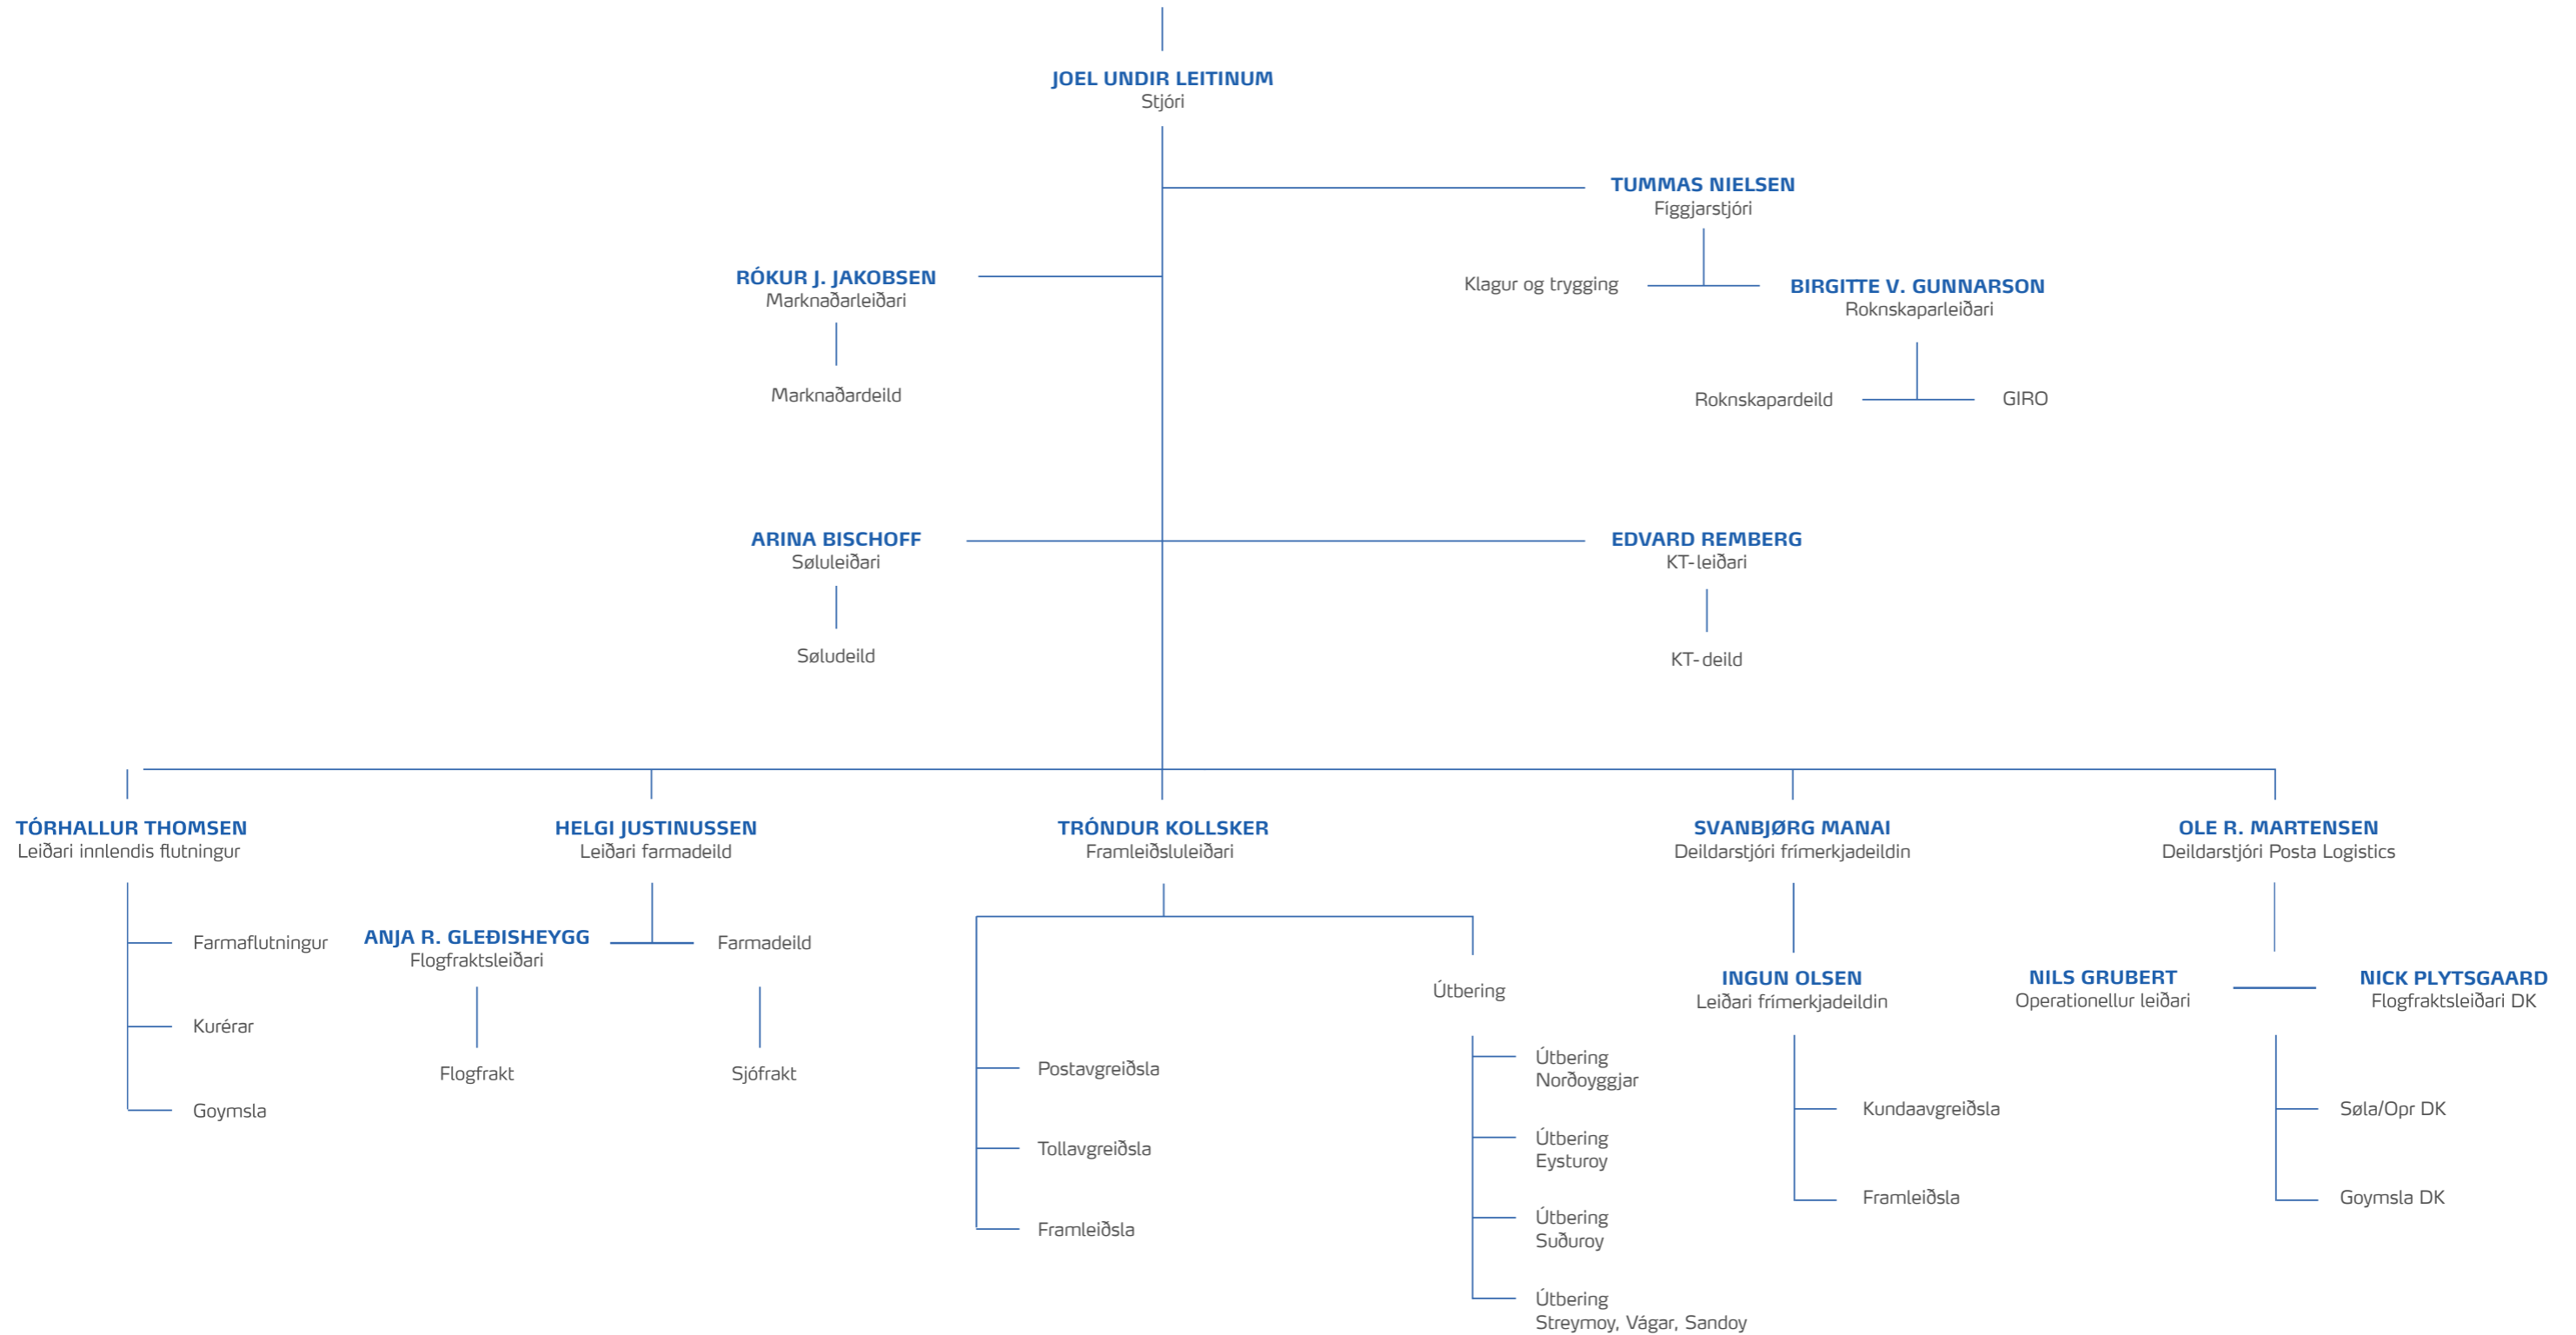 JOEL UNDIR LEITINUM
Stjóri
TUMMAS NIELSEN
Fíggjarstjóri
RÓKUR J. JAKOBSEN
Marknaðarleiðari
Klagur og trygging
BIRGITTE V. GUNNARSON
Roknskaparleiðari
Marknaðardeild
Roknskapardeild
GIRO
ARINA BISCHOFF
Søluleiðari
EDVARD REMBERG
KT-leiðari
Søludeild
KT-deild
TÓRHALLUR THOMSEN
Leiðari innlendis flutningur
Farmaflutningur
Kurérar
Goymsla
HELGI JUSTINUSSEN
Leiðari farmadeild
ANJA R. GLEÐISHEYGG
Flogfraktsleiðari
Farmadeild
Flogfrakt
Sjófrakt
TRÓNDUR KOLLSKER
Framleiðsluleiðari
Postavgreiðsla
Tollavgreiðsla
Framleiðsla
Útbering
Útbering
Norðoyggjar
Útbering
Eysturoy
Útbering
Suðuroy
Útbering
Streymoy, Vágar, Sandoy
SVANBJØRG MANAI
Deildarstjóri frímerkjadeildin
INGUN OLSEN
Leiðari frímerkjadeildin
Kundaavgreiðsla
Framleiðsla
OLE R. MARTENSEN
Deildarstjóri Posta Logistics
NILS GRUBERT
Operationellur leiðari
NICK PLYTSGAARD
Flogfraktsleiðari DK
Søla/Opr DK
Goymsla DK